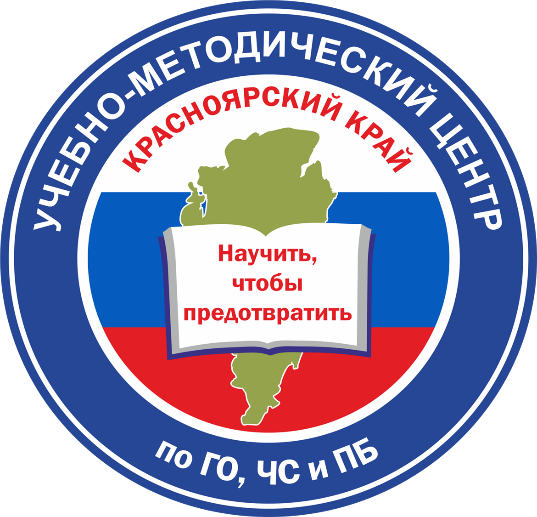 УЧЕБНО-МЕТОДИЧЕСКИЙ ЦЕНТР
КРАСНОЯРСКИЙ КРАЙ
Научить,
чтобы
предотвратить
по ГО, ЧС и ПБ